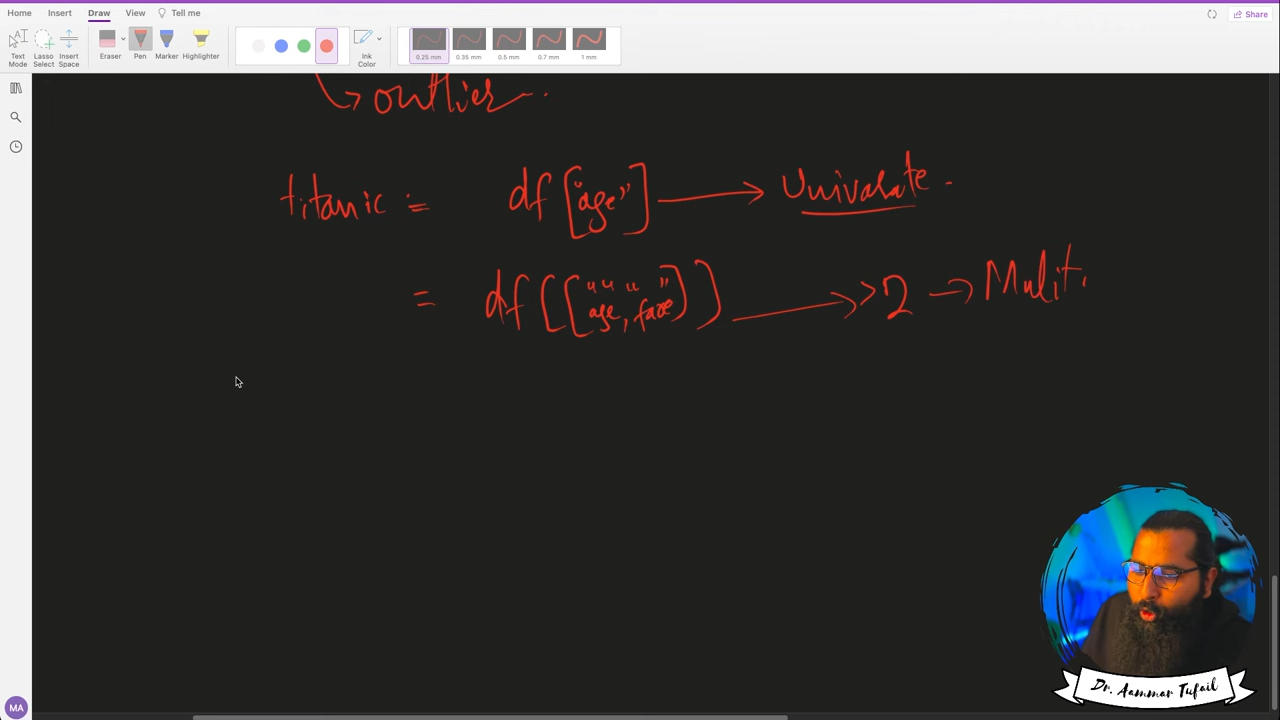 Home Insert Draw View Tell me Share
Text Mode Lasso Select Insert Space Eraser Pen Marker Highlighter Ink Color 0.25 mm 0.35 mm 0.5 mm 0.7 mm 1 mm
↳ outlier..
titanic = df["age"] → Univarate.
= df[["age", "fare"]] → >2 → Mulit.
MA
Dr. Aammar Tufail